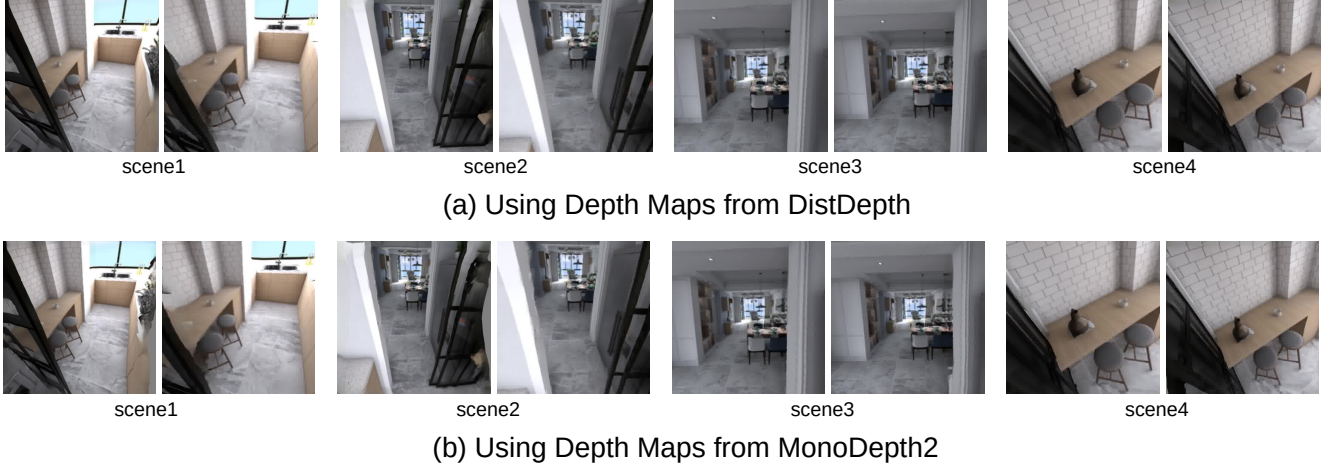 scene1
scene2
scene3
scene4
(a) Using Depth Maps from DistDepth
scene1
scene2
scene3
scene4
(b) Using Depth Maps from MonoDepth2